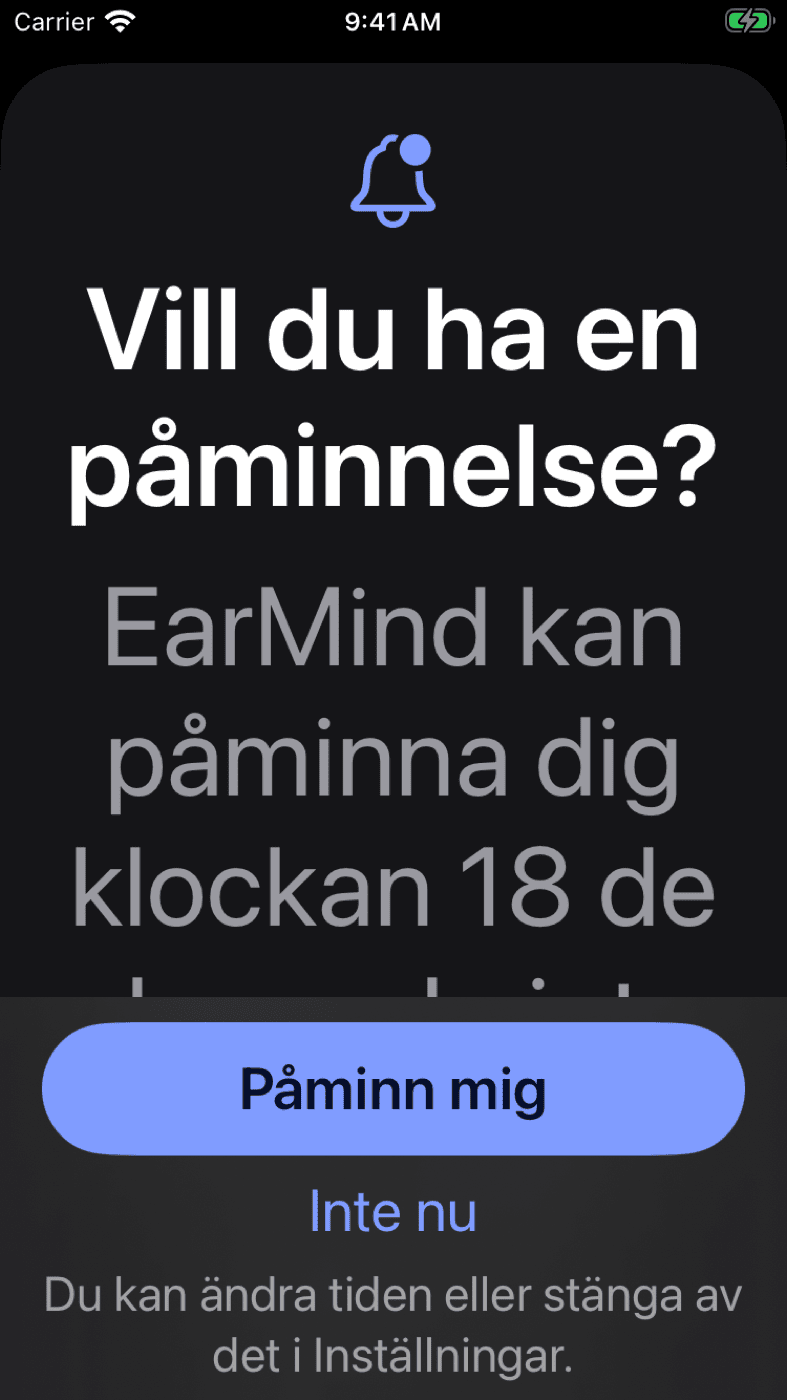 Carrier
9:41 AM
Vill du ha en
påminnelse?
EarMind kan
påminna dig
klockan 18 de
Påminn mig
Inte nu
Du kan ändra tiden eller stänga av
det i Inställningar.